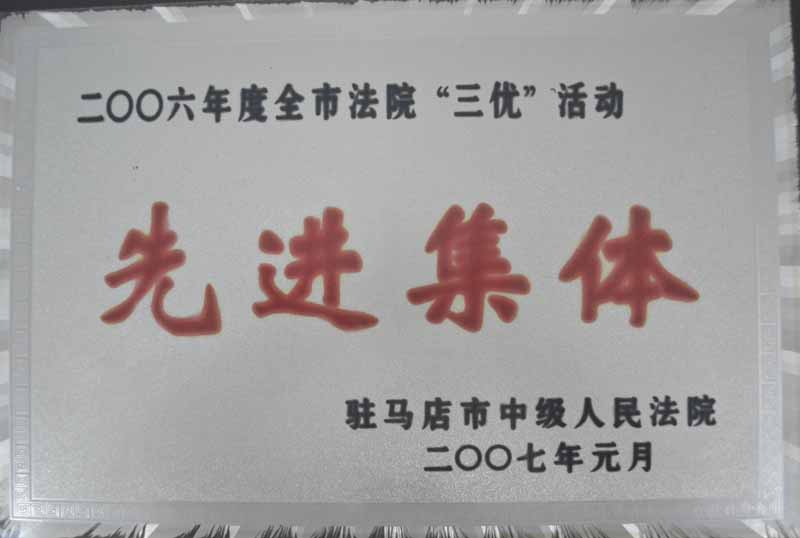 二〇〇六年度全市法院“三优”活动
先进集体
驻马店市中级人民法院
二〇〇七年元月